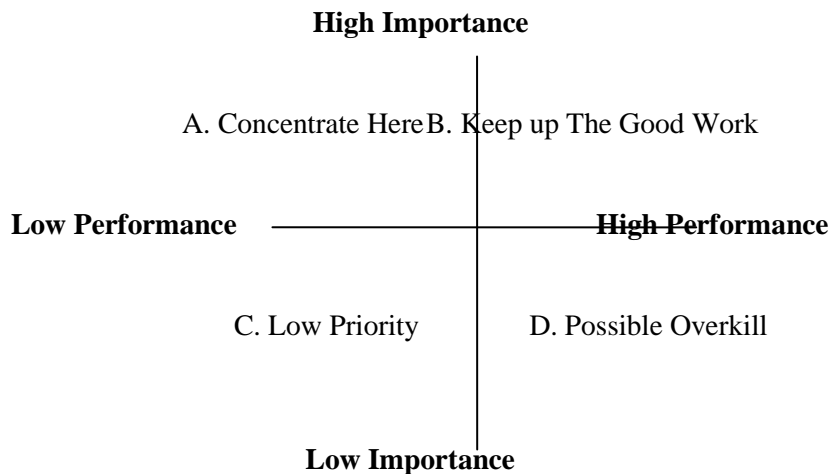 High Importance
A. Concentrate Here B. Keep up The Good Work
Low Performance High Performance
C. Low Priority D. Possible Overkill
Low Importance